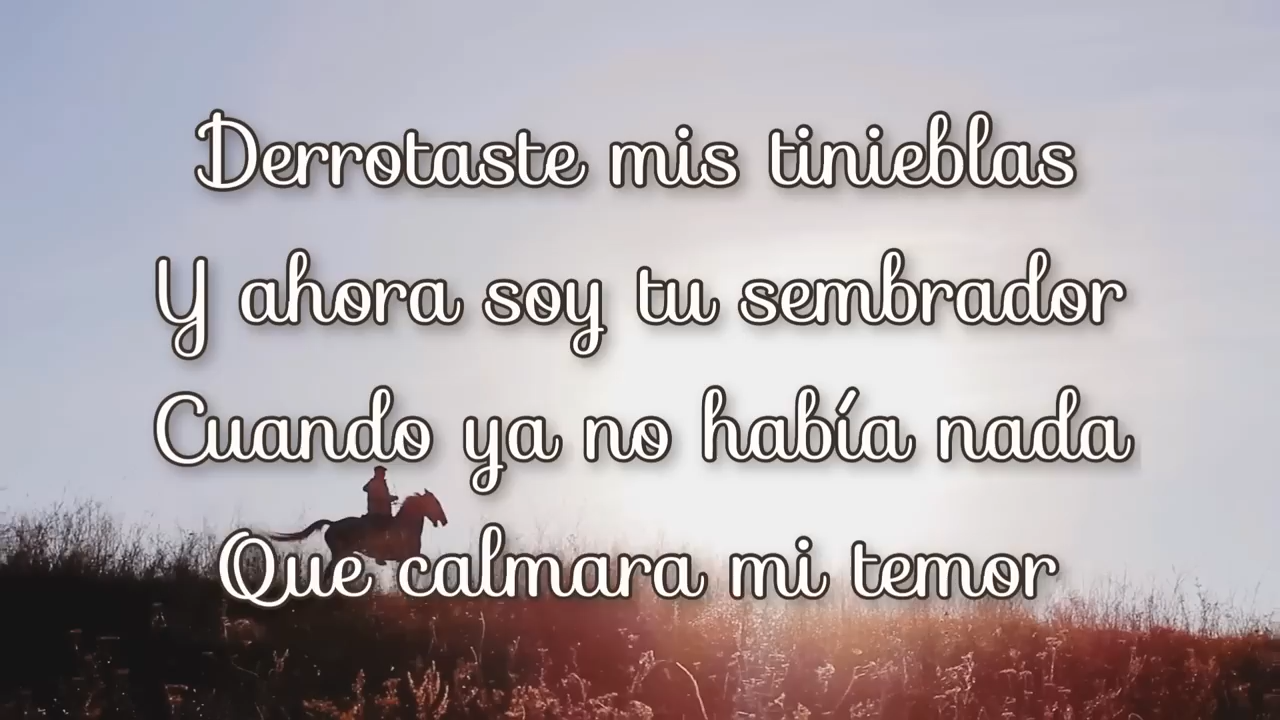 Derrotaste mis tinieblas
Y ahora soy tu sembrador
Cuando ya no había nada
Que calmara mi temor